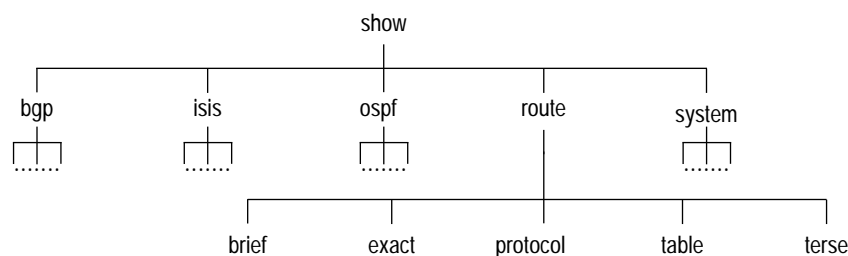 show
bgp isis ospf route system
brief exact protocol table terse